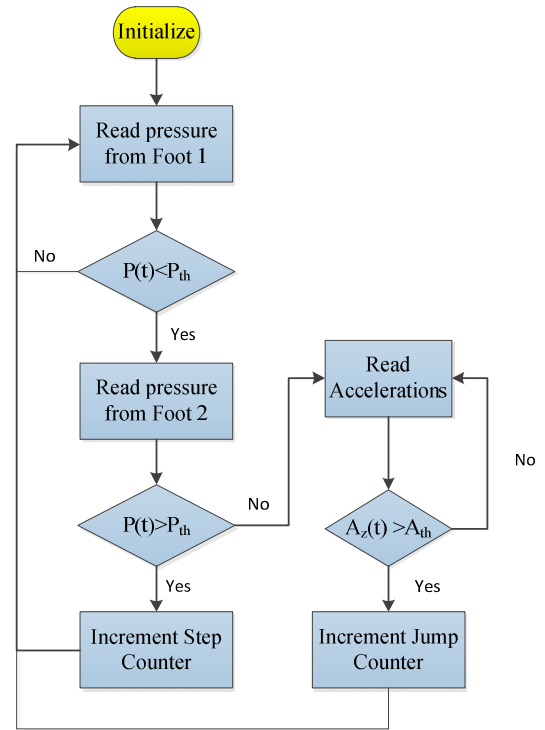 Initialize
Read pressure
from Foot 1
No
P(t)<Pth
Yes
Read pressure
from Foot 2
P(t)>Pth
No
Yes
Increment Step
Counter
Read
Accelerations
No
Az(t) >Ath
Yes
Increment Jump
Counter